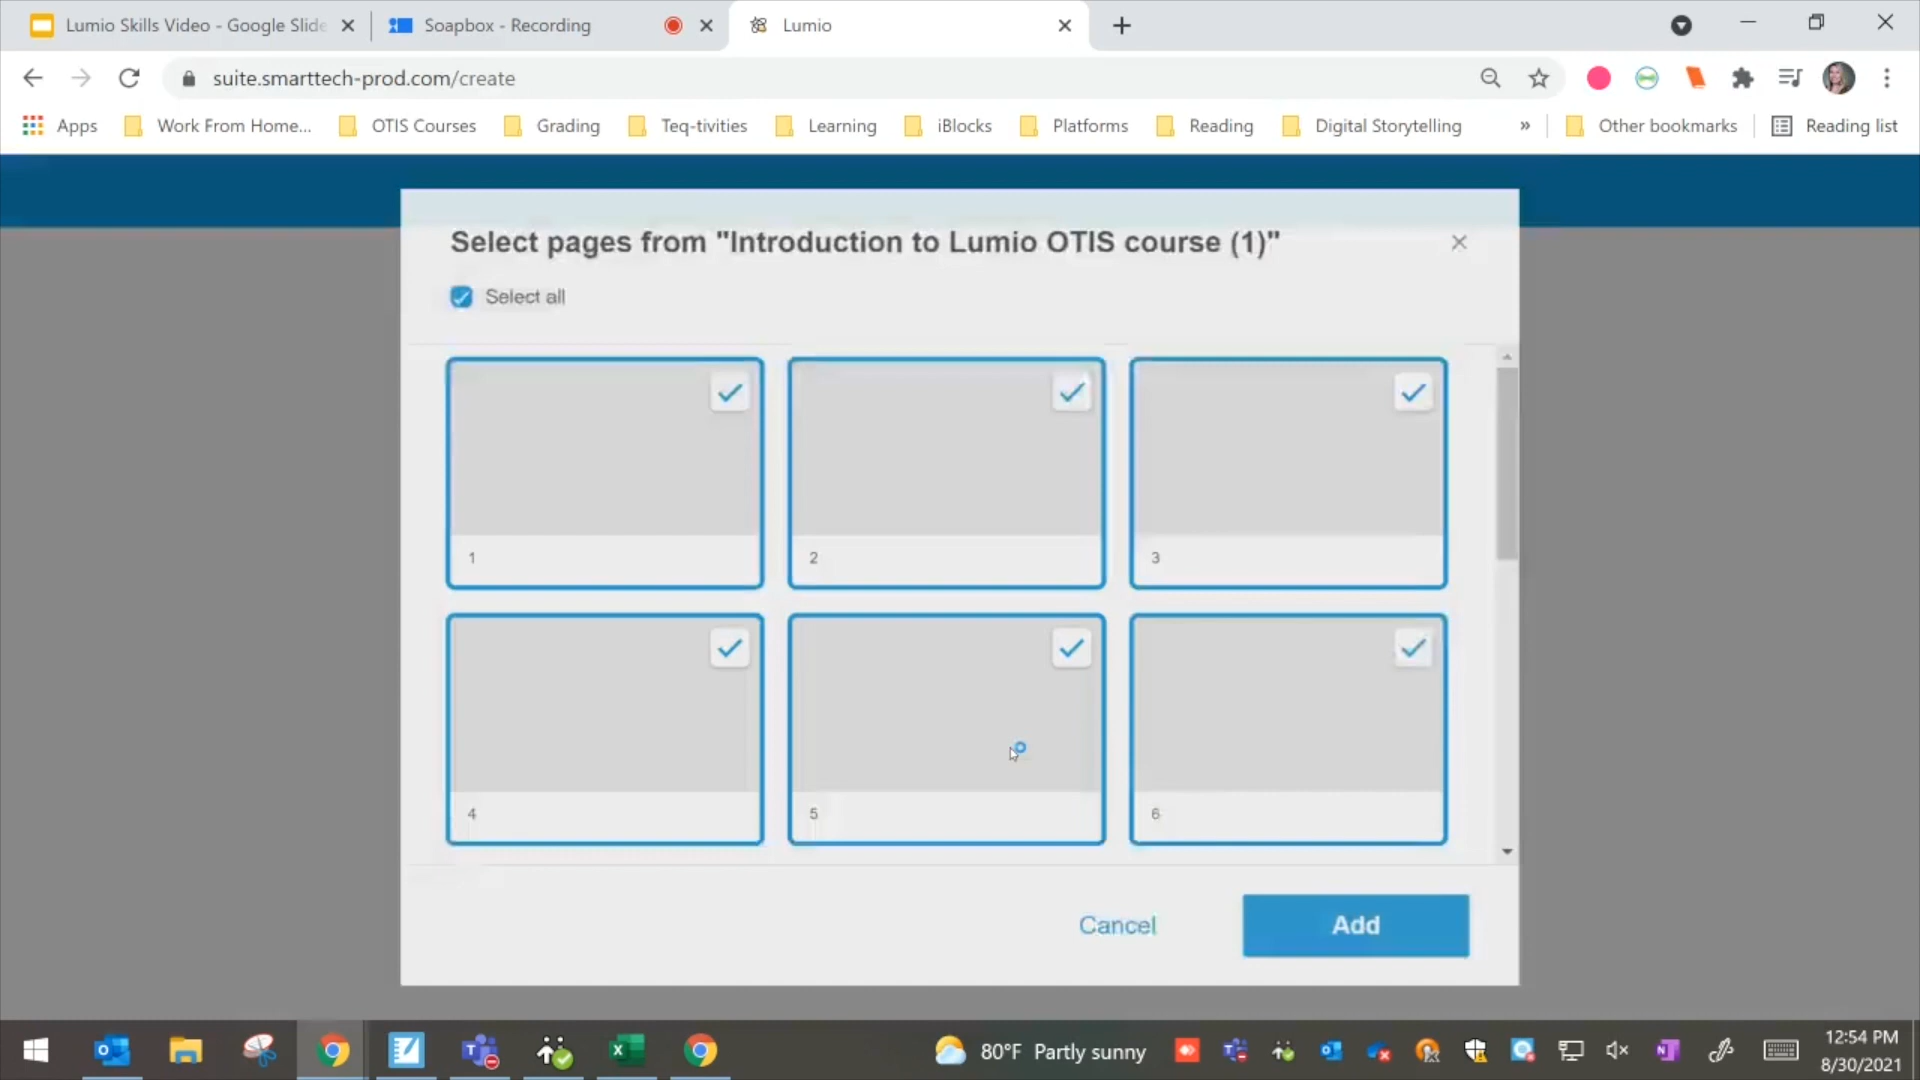 Lumio Skills Video - Google Slide
Soapbox - Recording
Lumio
suite.smarttech-prod.com/create
Apps
Work From Home...
OTIS Courses
Grading
Teq-tivities
Learning
iBlocks
Platforms
Reading
Digital Storytelling
»
Other bookmarks
Reading list
Select pages from "Introduction to Lumio OTIS course (1)"
Select all
1
2
3
4
5
6
Cancel
Add
80°F Partly sunny
12:54 PM
8/30/2021